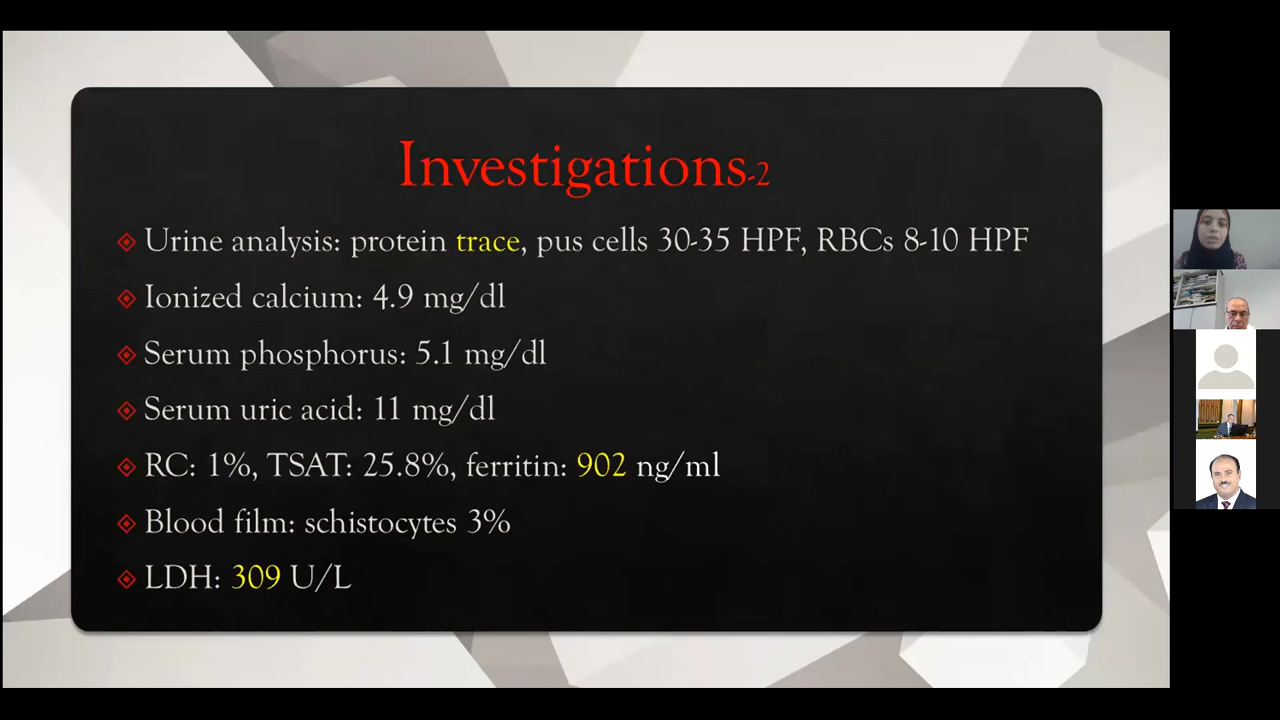 Investigations-2
Urine analysis: protein trace, pus cells 30-35 HPF, RBCs 8-10 HPF
Ionized calcium: 4.9 mg/dl
Serum phosphorus: 5.1 mg/dl
Serum uric acid: 11 mg/dl
RC: 1%, TSAT: 25.8%, ferritin: 902 ng/ml
Blood film: schistocytes 3%
LDH: 309 U/L